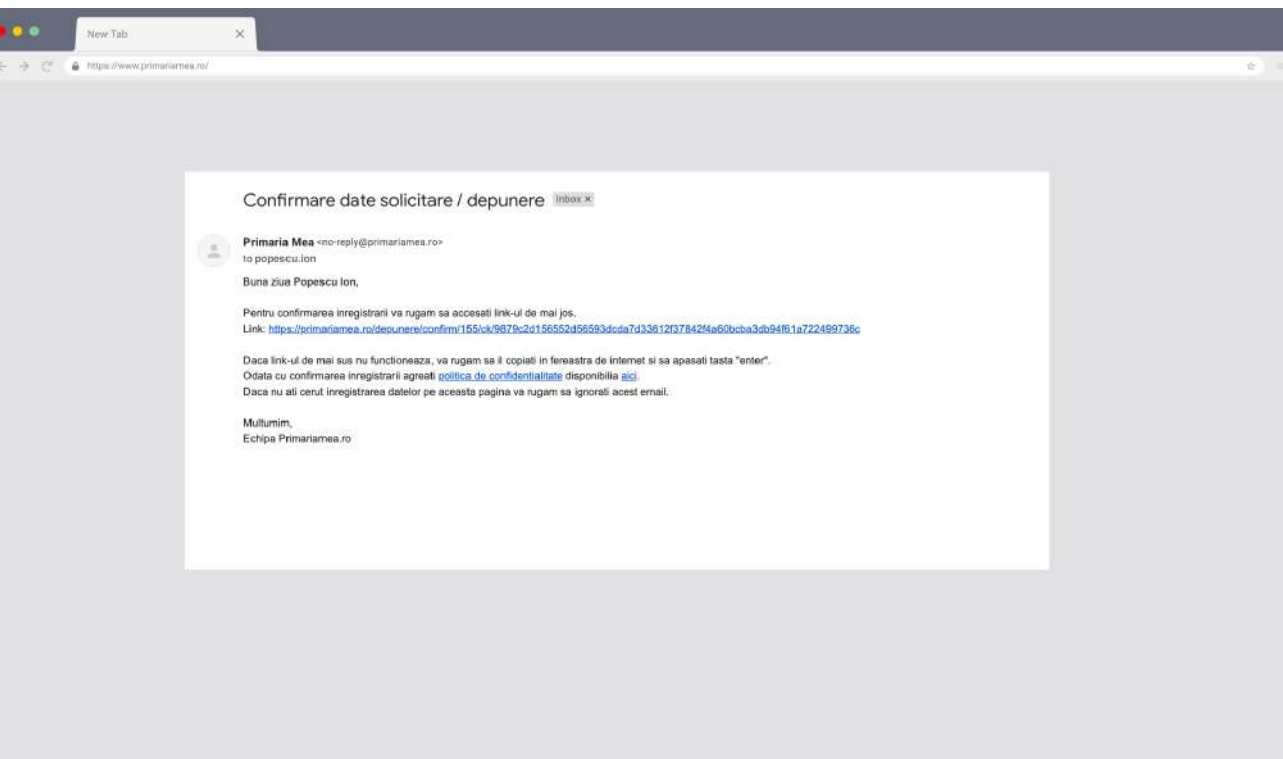 New Tab
https://www.primariamea.ro/
Confirmare date solicitare / depunere Inbox ×
Primaria Mea <no-reply@primariamea.ro>
to popescu.ion
Buna ziua Popescu Ion,
Pentru confirmarea inregistrarii va rugam sa accesati link-ul de mai jos.
Link: https://primariamea.ro/depunere/confirm/155/ck/9879c2d156552d56593dcda7d33612f37842f4a60bcba3db94f61a722499736c
Daca link-ul de mai sus nu functioneaza, va rugam sa il copiati in fereastra de internet si sa apasati tasta "enter".
Odata cu confirmarea inregistrarii agreati politica de confidentialitate disponibilia aici.
Daca nu ati cerut inregistrarea datelor pe aceasta pagina va rugam sa ignorati acest email.
Multumim,
Echipa Primariamea.ro